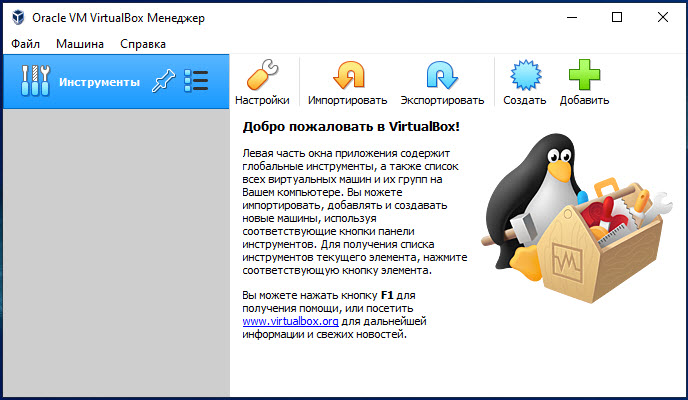 Oracle VM VirtualBox Менеджер
Файл Машина Справка
Инструменты
Настройки Импортировать Экспортировать Создать Добавить
Добро пожаловать в VirtualBox!
Левая часть окна приложения содержит
глобальные инструменты, а также список
всех виртуальных машин и их групп на
Вашем компьютере. Вы можете
импортировать, добавлять и создавать
новые машины, используя
соответствующие кнопки панели
инструментов. Для получения списка
инструментов текущего элемента, нажмите
соответствующую кнопку элемента.
Вы можете нажать кнопку F1 для
получения помощи, или посетить
www.virtualbox.org для дальнейшей
информации и свежих новостей.